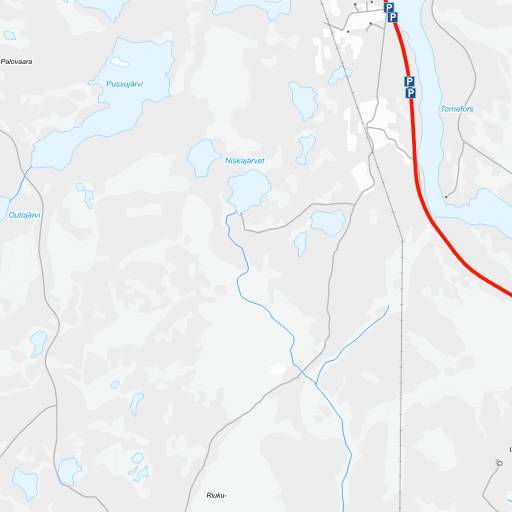 P
P
P
P
Palovaara
Pussujärvi
Tornefors
Niskajärvet
Outojärvi
Riuku-